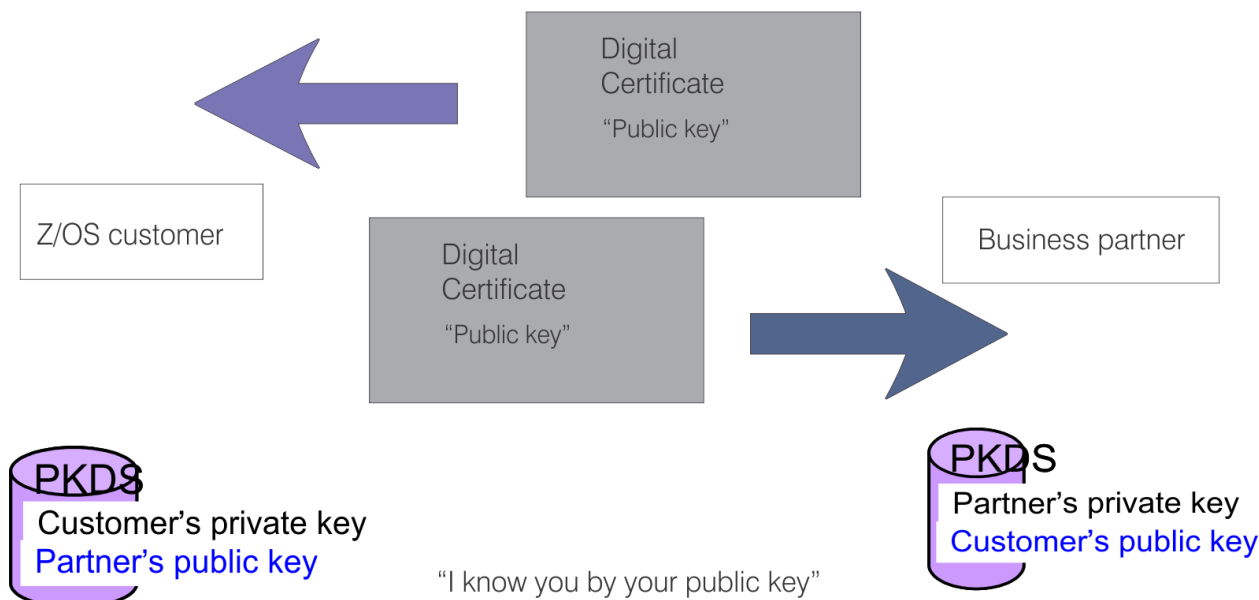 Digital
Certificate
“Public key”
Z/OS customer
Digital
Certificate
“Public key”
Business partner
PKDS
Customer’s private key
Partner’s public key
PKDS
Partner’s private key
Customer’s public key
“I know you by your public key”